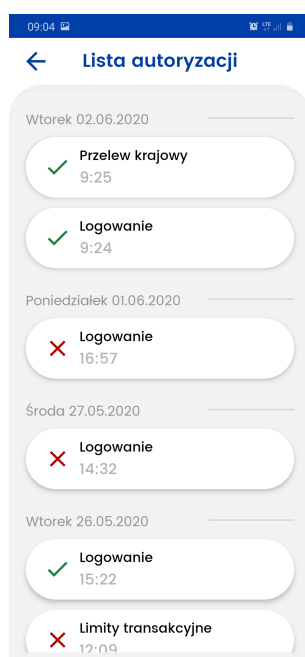 09:04
LTE
Lista autoryzacji
Wtorek 02.06.2020
Przelew krajowy
9:25
Logowanie
9:24
Poniedziałek 01.06.2020
Logowanie
16:57
Środa 27.05.2020
Logowanie
14:32
Wtorek 26.05.2020
Logowanie
15:22
Limity transakcyjne
12:09